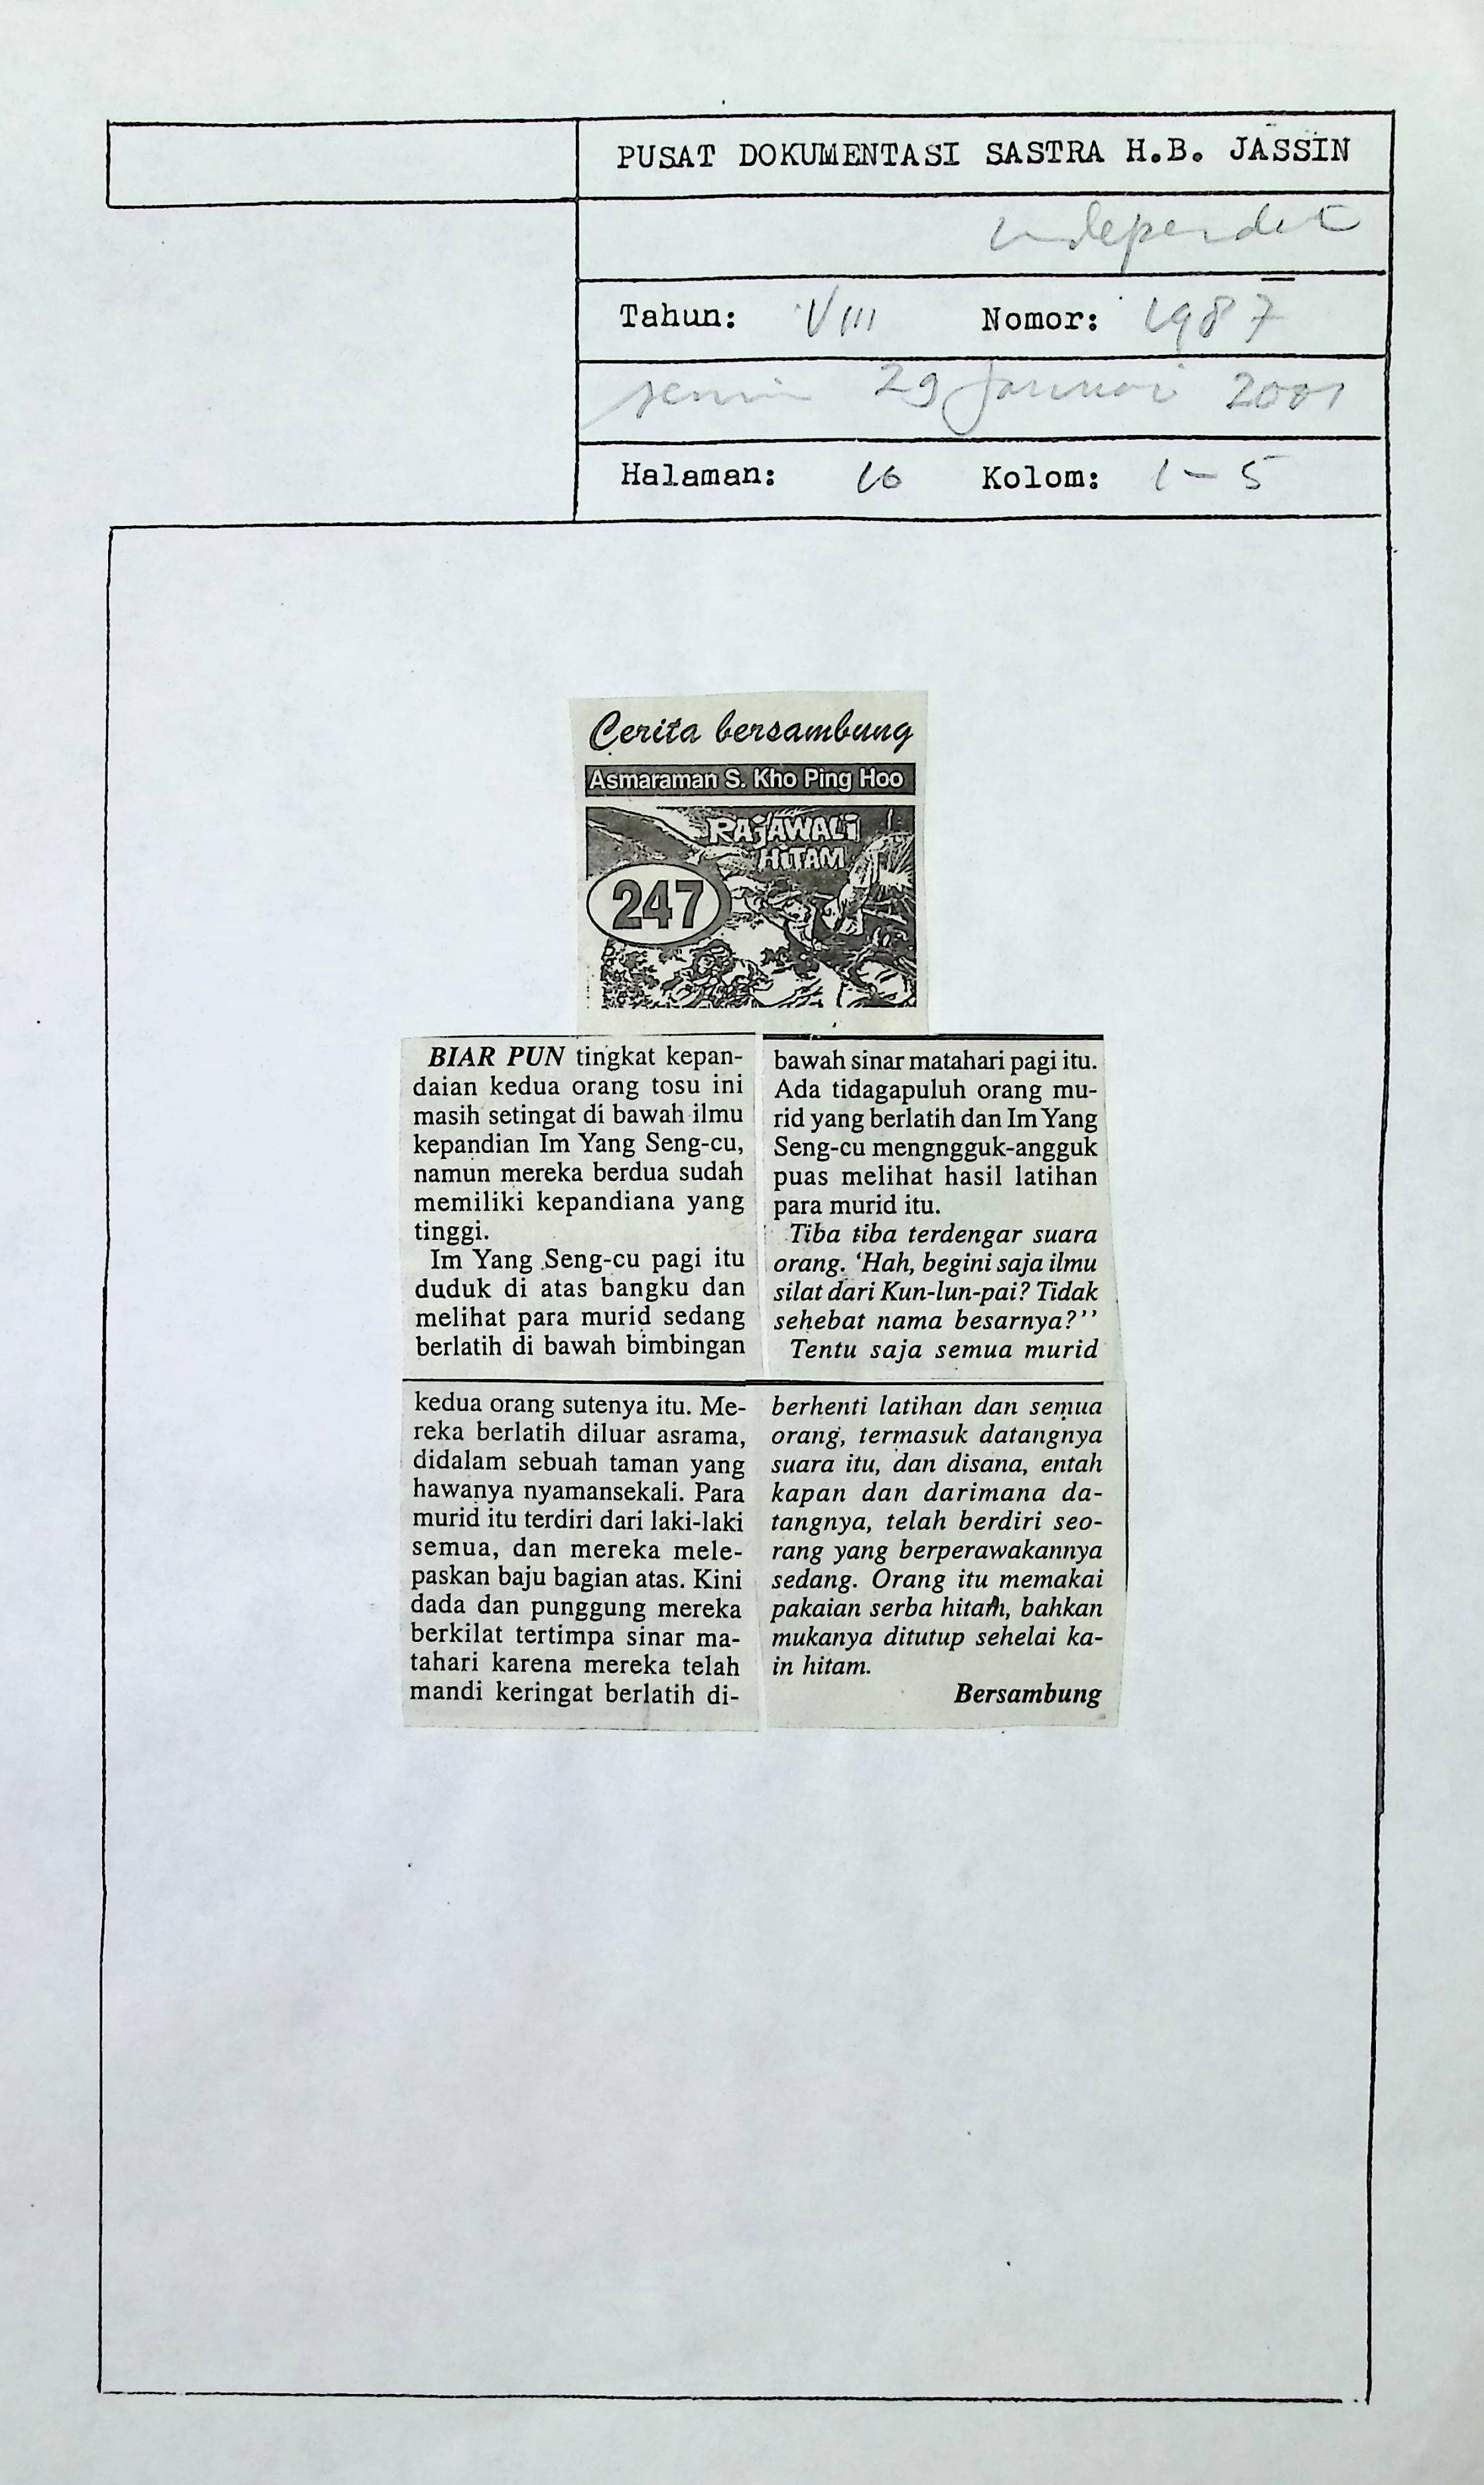 PUSAT DOKUMENTASI SASTRA H.B. JASSIN
Independen
Tahun: VIII Nomor: 1987
senin 29 Januari 2001
Halaman: 16 Kolom: 1-5
Cerita bersambung
Asmaraman S. Kho Ping Hoo
RAJAWALI
HITAM
247
BIAR PUN tingkat kepan-
daian kedua orang tosu ini
masih setingat di bawah ilmu
kepandian Im Yang Seng-cu,
namun mereka berdua sudah
memiliki kepandiana yang
tinggi.
Im Yang Seng-cu pagi itu
duduk di atas bangku dan
melihat para murid sedang
berlatih di bawah bimbingan
kedua orang sutenya itu. Me-
reka berlatih diluar asrama,
didalam sebuah taman yang
hawanya nyamansekali. Para
murid itu terdiri dari laki-laki
semua, dan mereka mele-
paskan baju bagian atas. Kini
dada dan punggung mereka
berkilat tertimpa sinar ma-
tahari karena mereka telah
mandi keringat berlatih di-
bawah sinar matahari pagi itu.
Ada tidagapuluh orang mu-
rid yang berlatih dan Im Yang
Seng-cu mengngguk-angguk
puas melihat hasil latihan
para murid itu.
Tiba tiba terdengar suara
orang. 'Hah, begini saja ilmu
silat dari Kun-lun-pai? Tidak
sehebat nama besarnya?''
Tentu saja semua murid
berhenti latihan dan semua
orang, termasuk datangnya
suara itu, dan disana, entah
kapan dan darimana da-
tangnya, telah berdiri seo-
rang yang berperawakannya
sedang. Orang itu memakai
pakaian serba hitam, bahkan
mukanya ditutup sehelai ka-
in hitam.
Bersambung